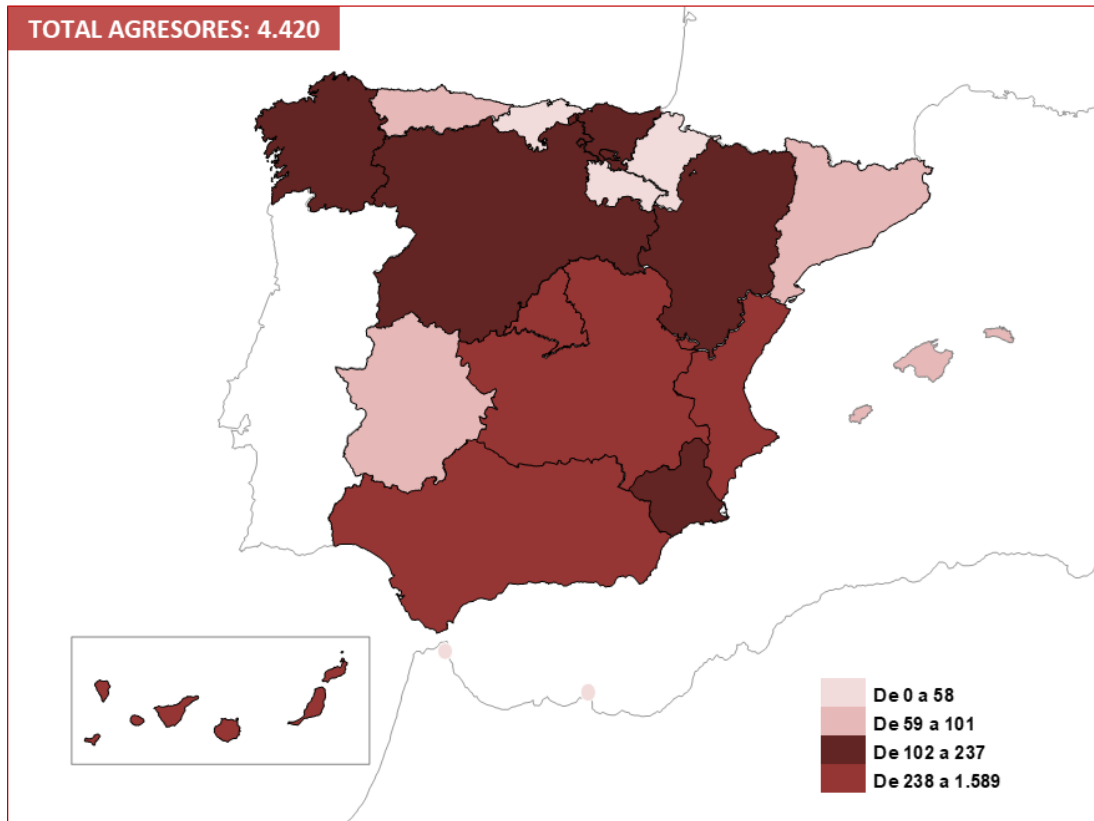 TOTAL AGRESORES: 4.420
De 0 a 58
De 59 a 101
De 102 a 237
De 238 a 1.589